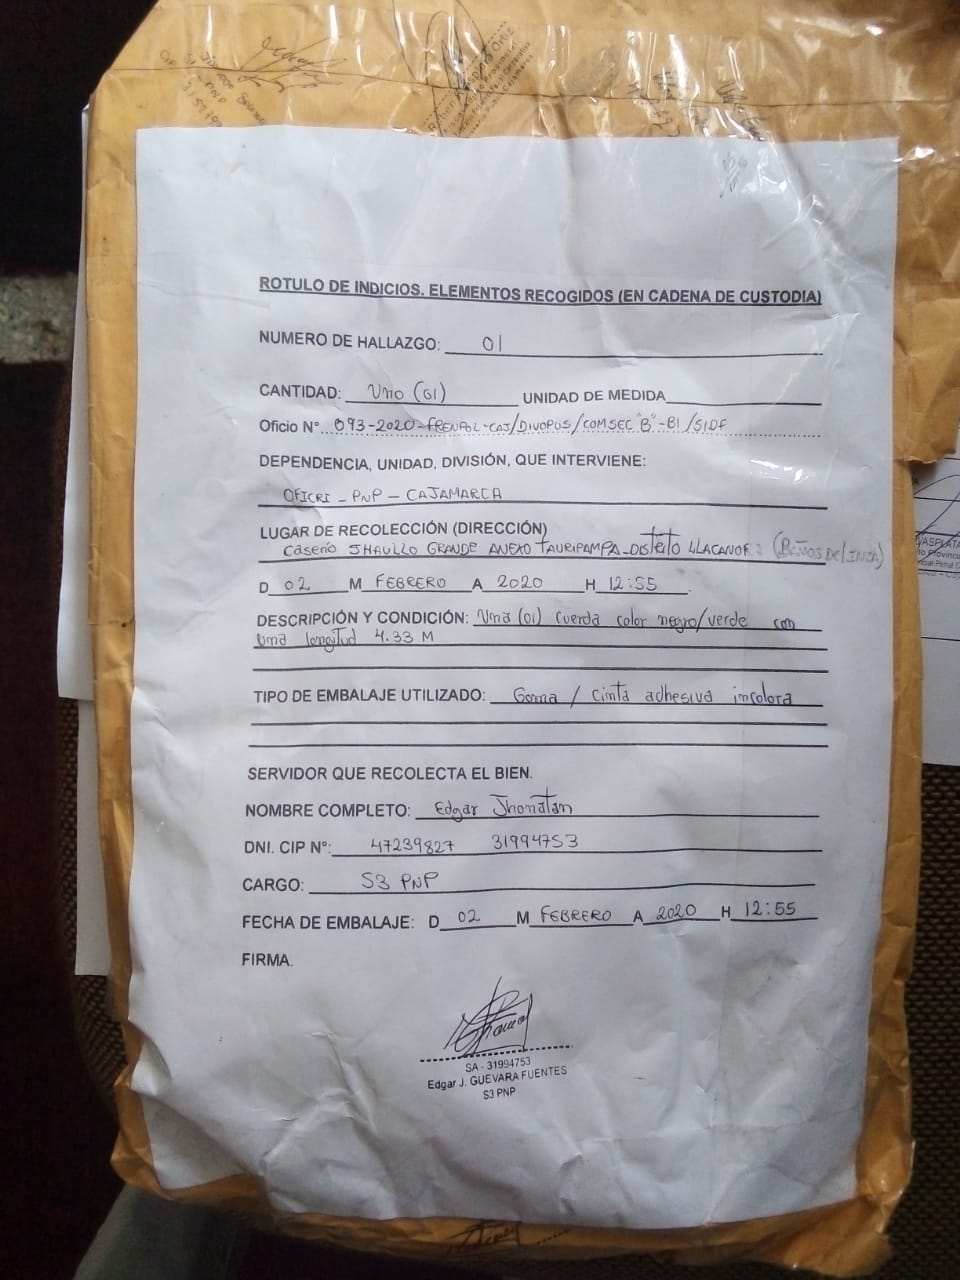 ROTULO DE INDICIOS. ELEMENTOS RECOGIDOS (EN CADENA DE CUSTODIA)
NUMERO DE HALLAZGO: 01
CANTIDAD: Uno (01) UNIDAD DE MEDIDA
Oficio N° 093-2020-FRENPOL-CAJ/DIVOPUS/COMSEC "B"-BI/SIDF
DEPENDENCIA, UNIDAD, DIVISIÓN, QUE INTERVIENE:
OFICRI - PNP - CAJAMARCA
LUGAR DE RECOLECCIÓN (DIRECCIÓN)
Caserio SHAULLO GRANDE ANEXO TAURIPAMPA - Distrito LLACANORA (BAÑOS DEL INCA)
D 02 M FEBRERO A 2020 H 12:55
DESCRIPCIÓN Y CONDICIÓN: Una (01) cuerda color negro/verde con
una longitud 4.33 M
TIPO DE EMBALAJE UTILIZADO: Goma / cinta adhesiva incolora
SERVIDOR QUE RECOLECTA EL BIEN.
NOMBRE COMPLETO: Edgar Jhonatan
DNI. CIP N°: 47239827 31994753
CARGO: S3 PNP
FECHA DE EMBALAJE: D 02 M FEBRERO A 2020 H 12:55
FIRMA.
SA - 31994753
Edgar J. GUEVARA FUENTES
S3 PNP